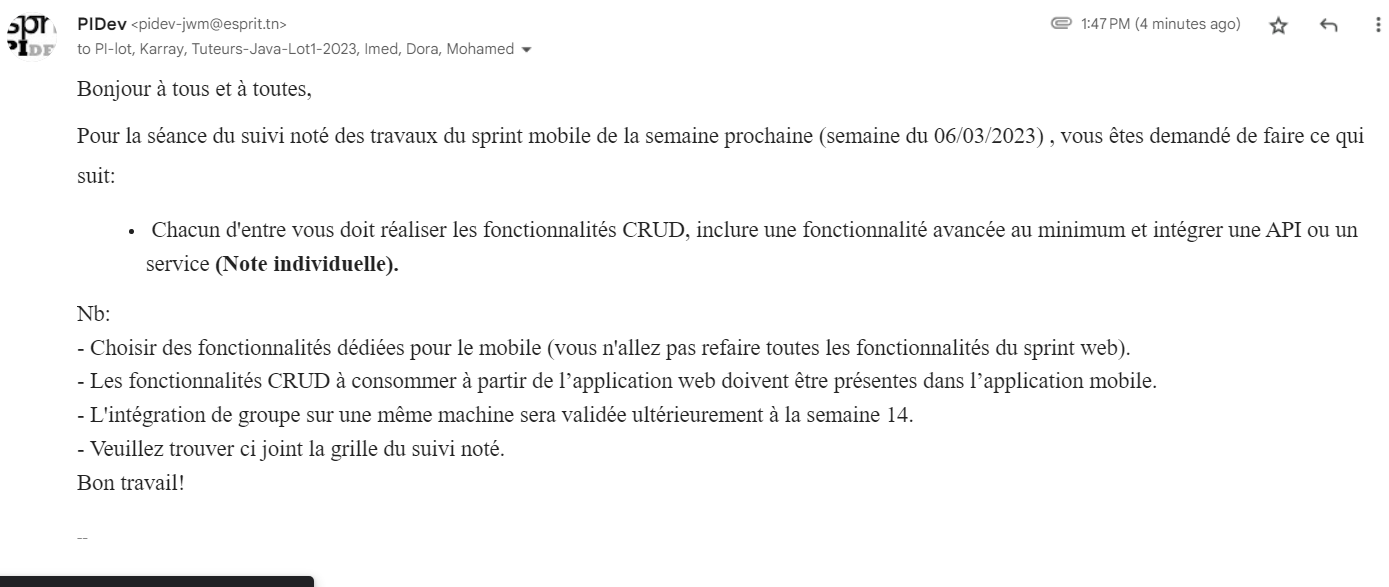 PIDev <pidev-jwm@esprit.tn>
1:47 PM (4 minutes ago)
to PI-lot, Karray, Tuteurs-Java-Lot1-2023, Imed, Dora, Mohamed
Bonjour à tous et à toutes,
Pour la séance du suivi noté des travaux du sprint mobile de la semaine prochaine (semaine du 06/03/2023) , vous êtes demandé de faire ce qui
suit:
• Chacun d'entre vous doit réaliser les fonctionnalités CRUD, inclure une fonctionnalité avancée au minimum et intégrer une API ou un
service (Note individuelle).
Nb:
- Choisir des fonctionnalités dédiées pour le mobile (vous n'allez pas refaire toutes les fonctionnalités du sprint web).
- Les fonctionnalités CRUD à consommer à partir de l’application web doivent être présentes dans l’application mobile.
- L'intégration de groupe sur une même machine sera validée ultérieurement à la semaine 14.
- Veuillez trouver ci joint la grille du suivi noté.
Bon travail!
--